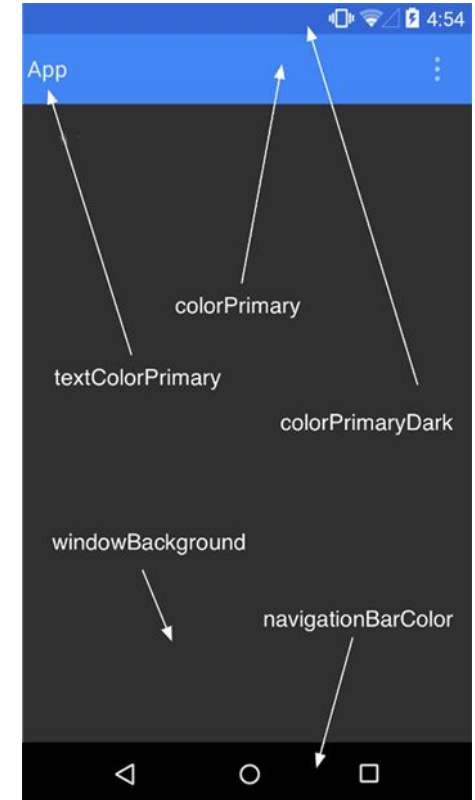 4:54
App
colorPrimary
textColorPrimary
colorPrimaryDark
windowBackground
navigationBarColor